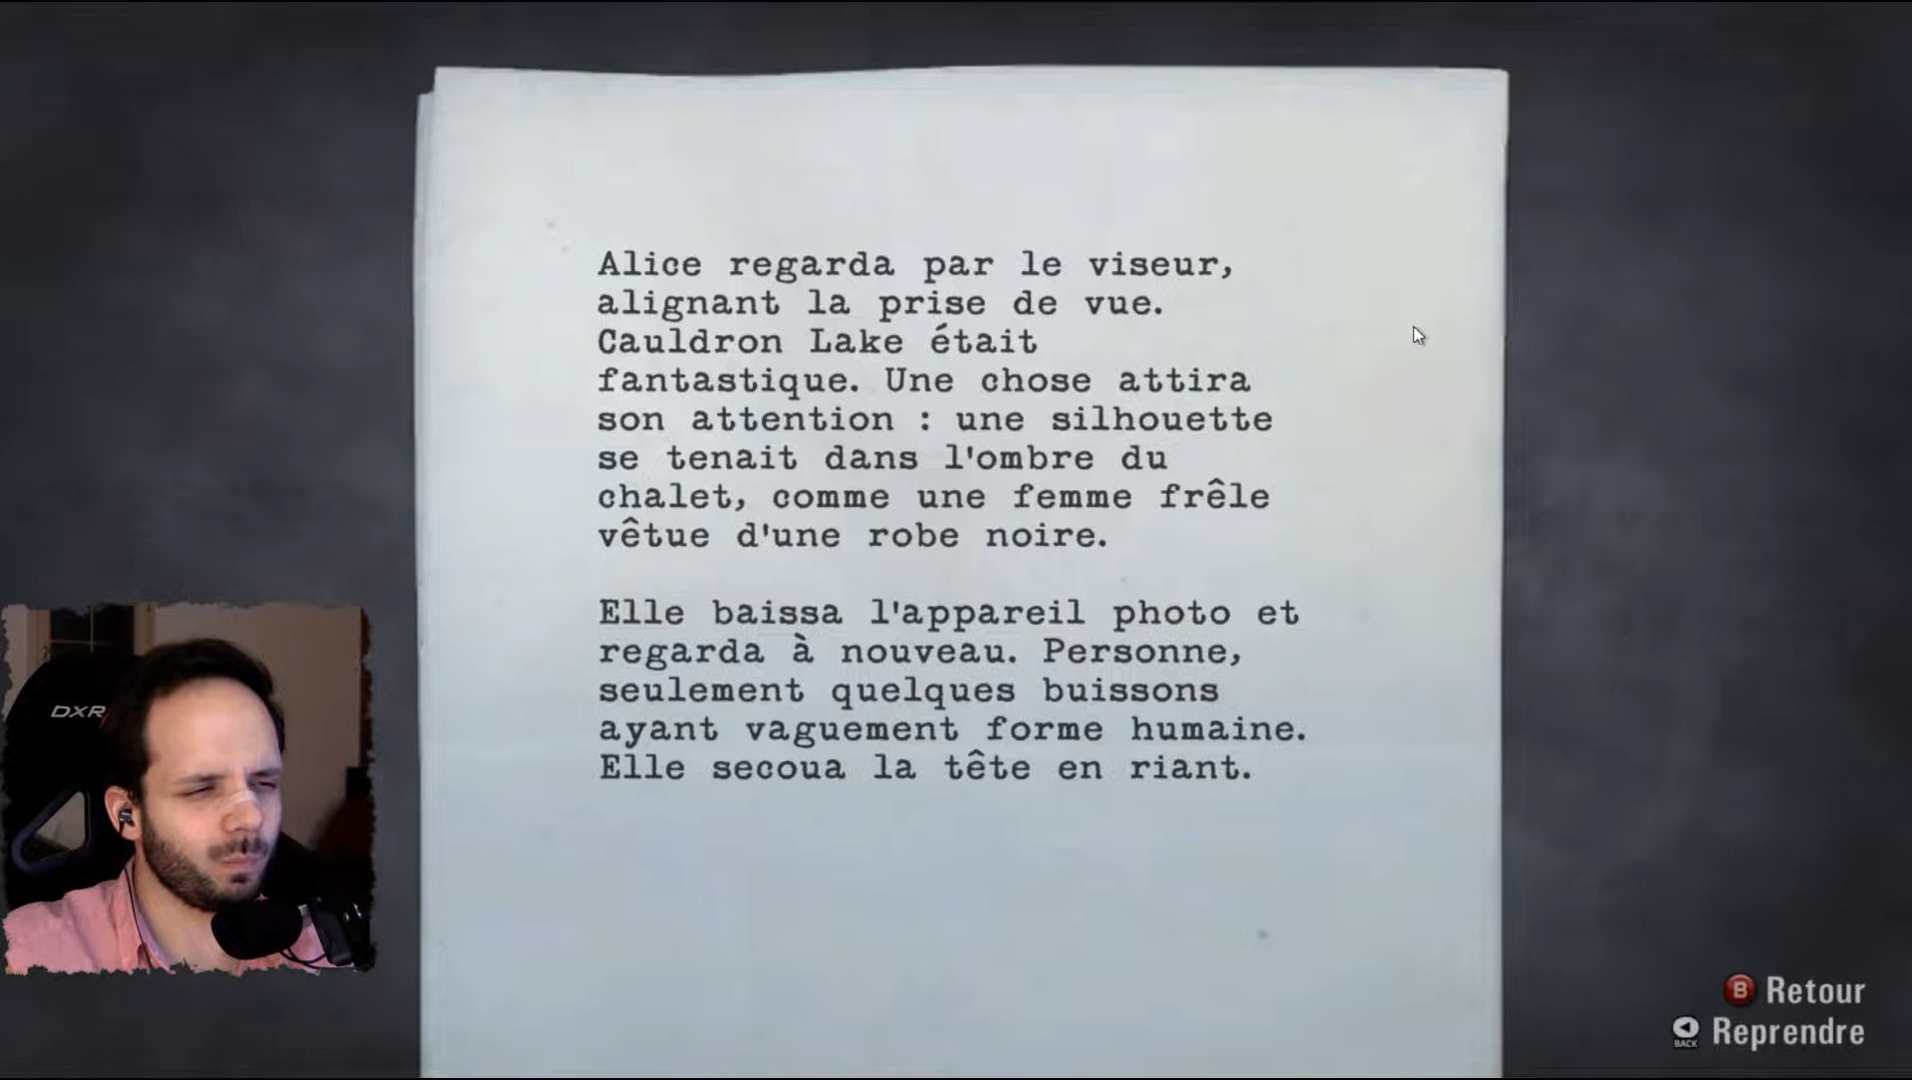 Alice regarda par le viseur,
alignant la prise de vue.
Cauldron Lake était
fantastique. Une chose attira
son attention : une silhouette
se tenait dans l'ombre du
chalet, comme une femme frêle
vêtue d'une robe noire.
Elle baissa l'appareil photo et
regarda à nouveau. Personne,
seulement quelques buissons
ayant vaguement forme humaine.
Elle secoua la tête en riant.
DXR
B Retour
BACK Reprendre